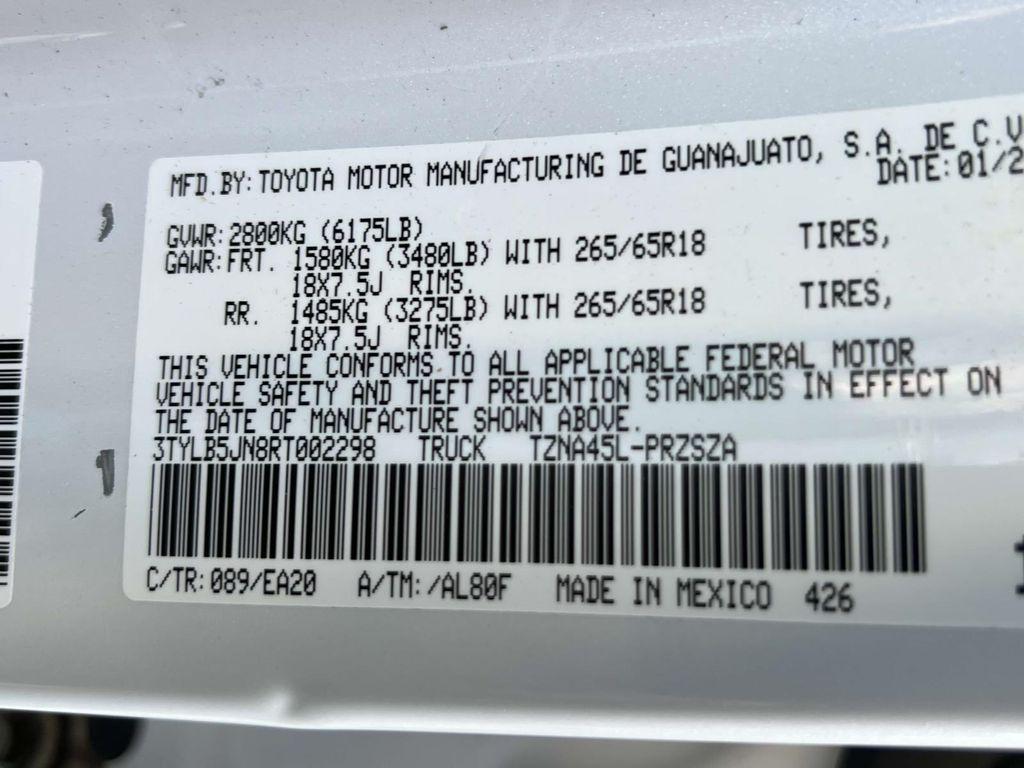 MFD.BY:TOYOTA MOTOR MANUFACTURING DE GUANAJUATO, S.A. DE C.V
DATE:01/2
GVWR:2800KG (6175LB)
GAWR:FRT. 1580KG (3480LB) WITH 265/65R18 TIRES,
18X7.5J RIMS.
RR. 1485KG (3275LB) WITH 265/65R18 TIRES,
18X7.5J RIMS.
THIS VEHICLE CONFORMS TO ALL APPLICABLE FEDERAL MOTOR
VEHICLE SAFETY AND THEFT PREVENTION STANDARDS IN EFFECT ON
THE DATE OF MANUFACTURE SHOWN ABOVE.
3TYLB5JN8RT002298 TRUCK TZNA45L-PRZSZA
C/TR:089/EA20 A/TM:/AL80F MADE IN MEXICO 426